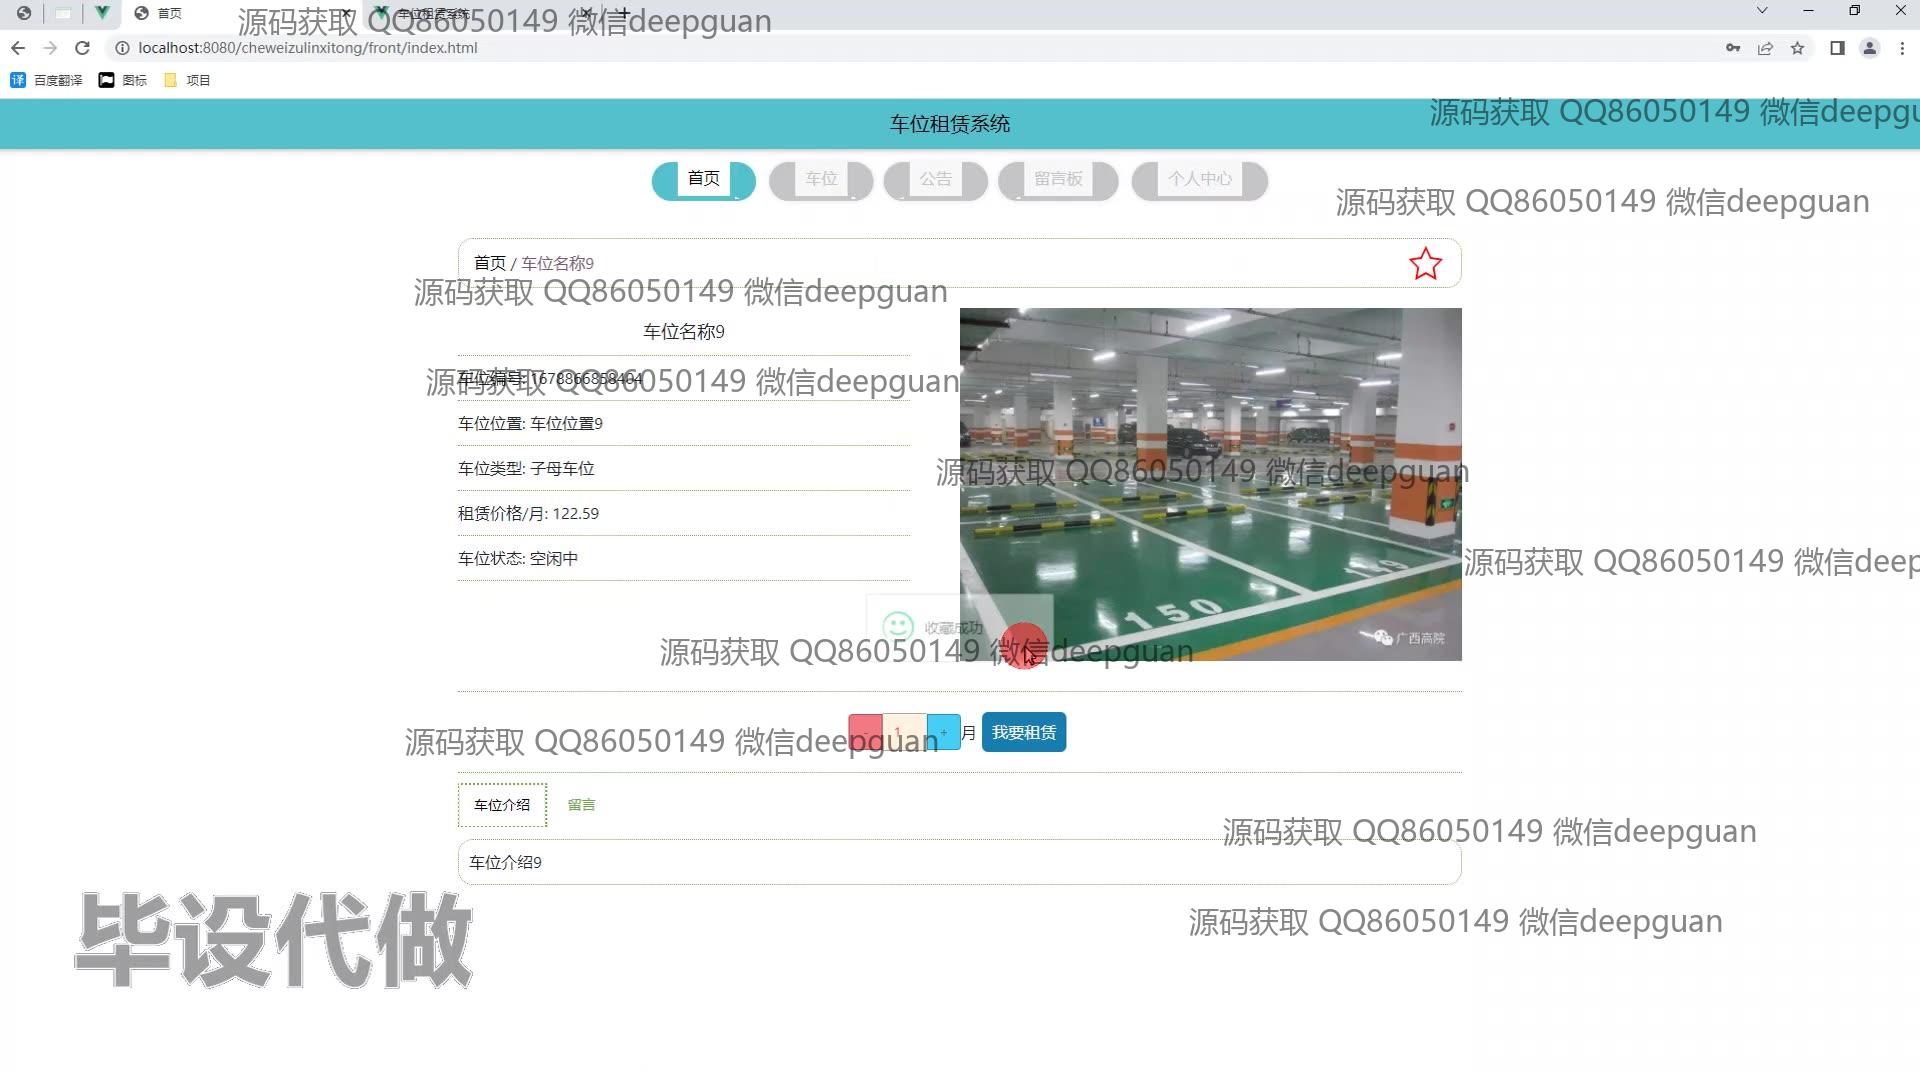 首页
车位租赁系统
源码获取 QQ86050149 微信deepguan
localhost:8080/cheweizulinxitong/front/index.html
译 百度翻译 图标 项目
车位租赁系统
源码获取 QQ86050149 微信deepgu
首页 车位 公告 留言板 个人中心
源码获取 QQ86050149 微信deepguan
首页 / 车位名称9
源码获取 QQ86050149 微信deepguan
车位名称9
车位编号: 1678866858404
源码获取 QQ86050149 微信deepguan
车位位置: 车位位置9
车位类型: 子母车位
源码获取 QQ86050149 微信deepguan
租赁价格/月: 122.59
车位状态: 空闲中
源码获取 QQ86050149 微信deep
149
150
收藏成功
广西高院
源码获取 QQ86050149 微信deepguan
- 1 + 月 我要租赁
源码获取 QQ86050149 微信deepguan
车位介绍 留言
源码获取 QQ86050149 微信deepguan
车位介绍9
源码获取 QQ86050149 微信deepguan
毕设代做